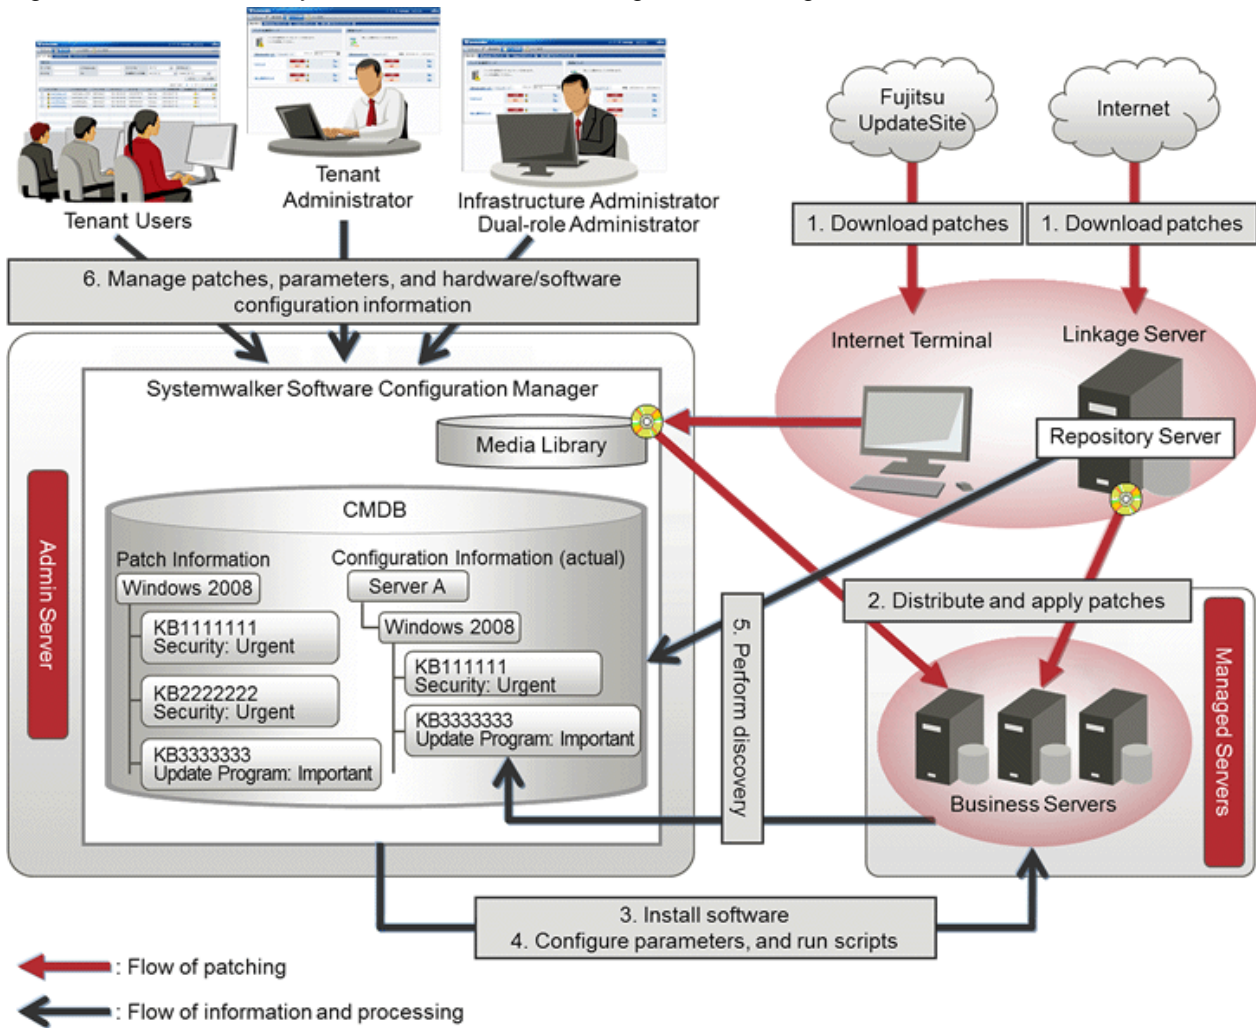 Fujitsu
UpdateSite
Internet
Tenant Users
Tenant
Administrator
Infrastructure Administrator
Dual-role Administrator
1. Download patches
1. Download patches
6. Manage patches, parameters, and hardware/software
configuration information
Internet Terminal
Linkage Server
Repository Server
Systemwalker Software Configuration Manager
Media Library
CMDB
Admin Server
Patch Information
Windows 2008
KB1111111
Security: Urgent
KB2222222
Security: Urgent
KB3333333
Update Program: Important
Configuration Information (actual)
Server A
Windows 2008
KB111111
Security: Urgent
KB3333333
Update Program: Important
2. Distribute and apply patches
5. Perform discovery
Managed Servers
Business Servers
3. Install software
4. Configure parameters, and run scripts
: Flow of patching
: Flow of information and processing